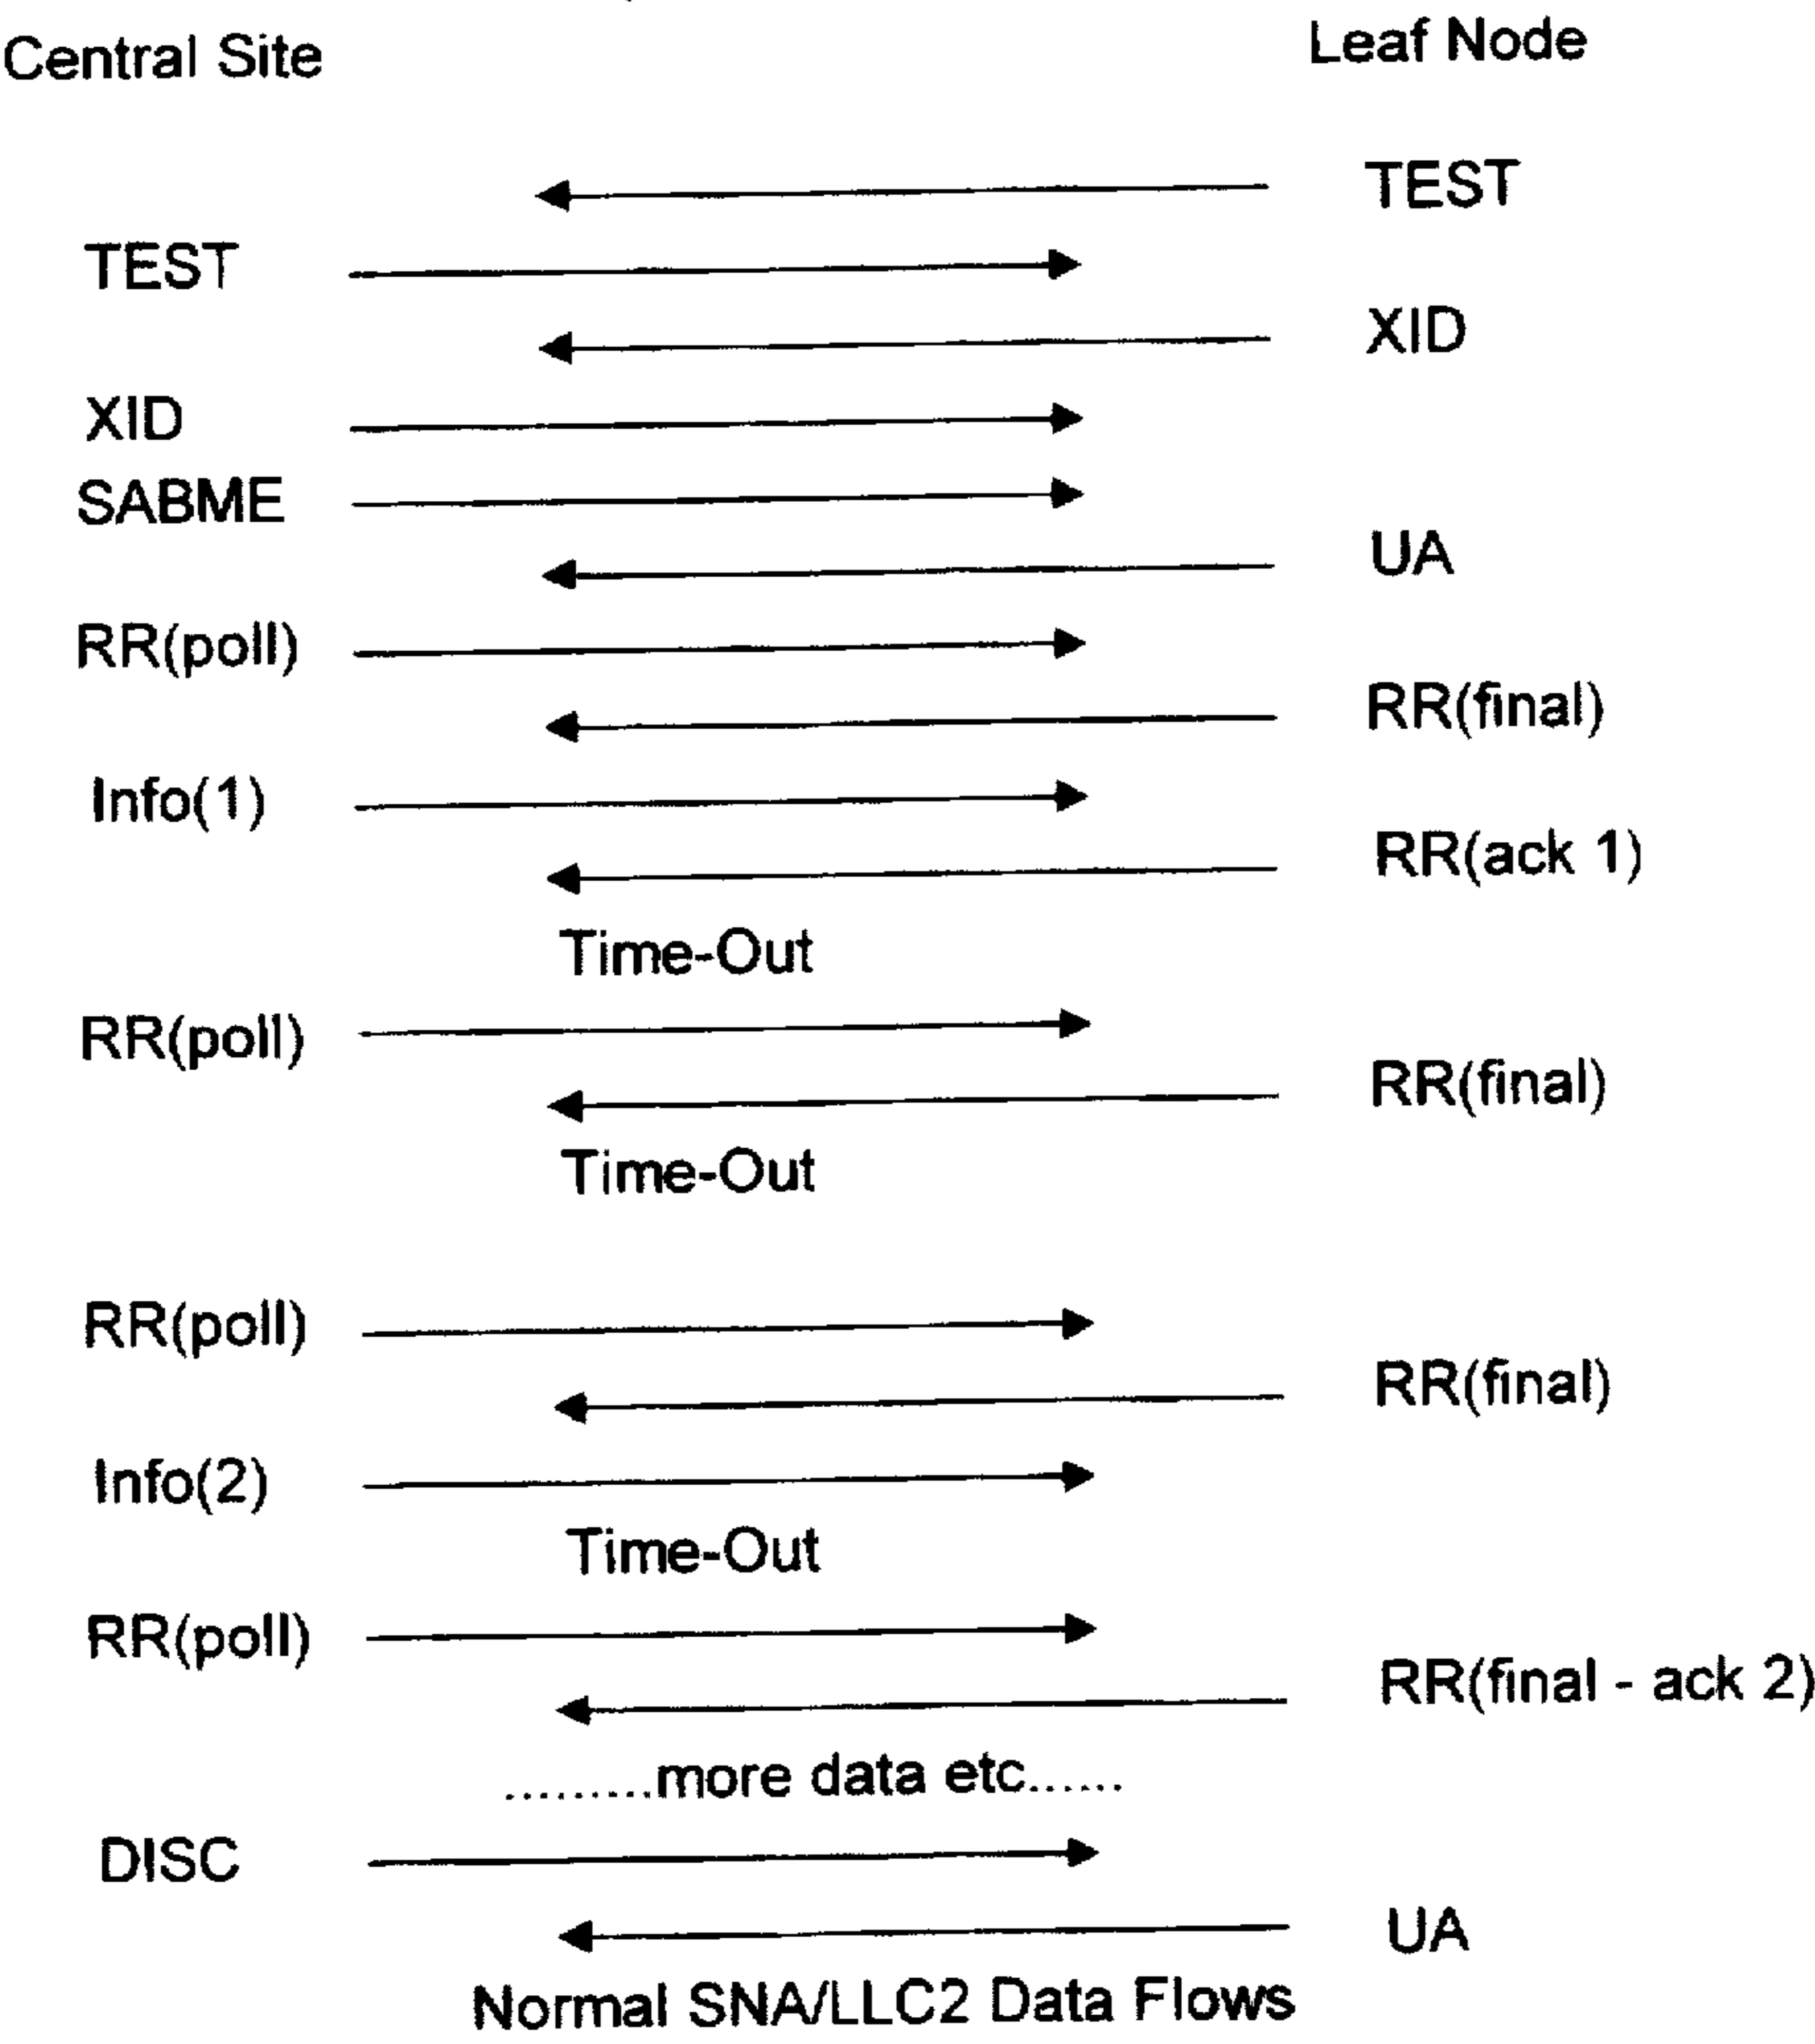 Central Site
Leaf Node
TEST
TEST
XID
XID
SABME
UA
RR(poll)
RR(final)
Info(1)
RR(ack 1)
Time-Out
RR(poll)
RR(final)
Time-Out
RR(poll)
RR(final)
Info(2)
Time-Out
RR(poll)
RR(final - ack 2)
.........more data etc......
DISC
UA
Normal SNA/LLC2 Data Flows